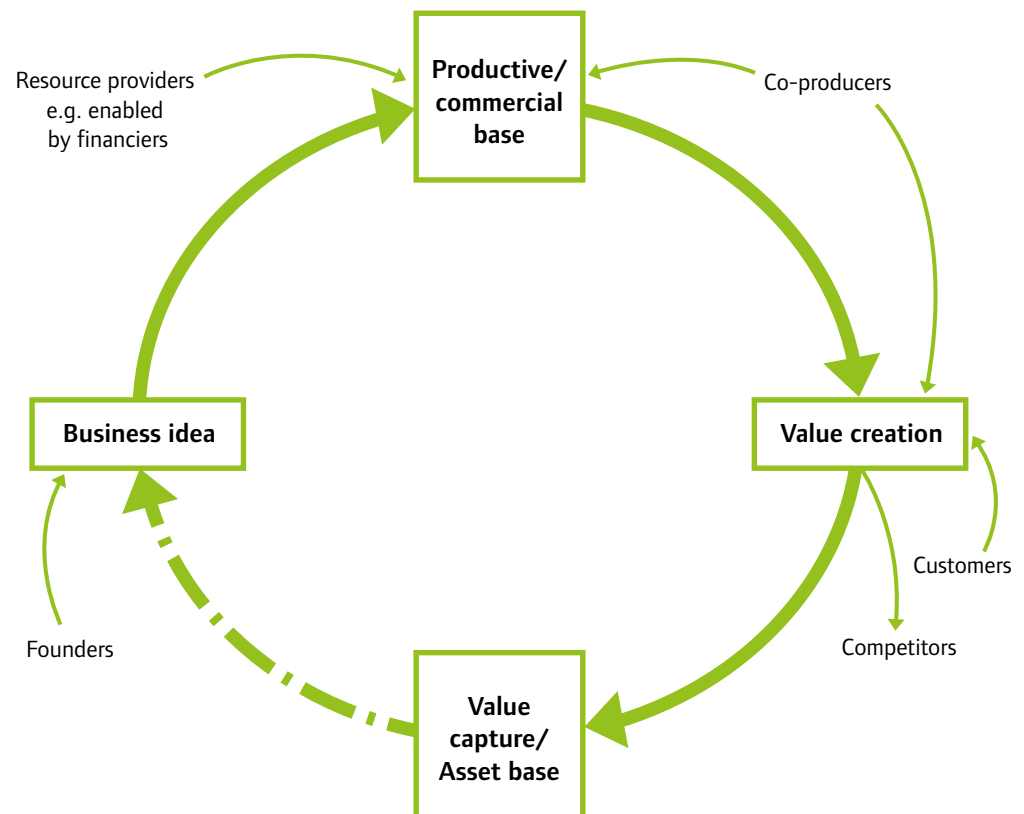 Resource providers
e.g. enabled
by financiers
Productive/
commercial
base
Co-producers
Business idea
Value creation
Founders
Customers
Competitors
Value
capture/
Asset base